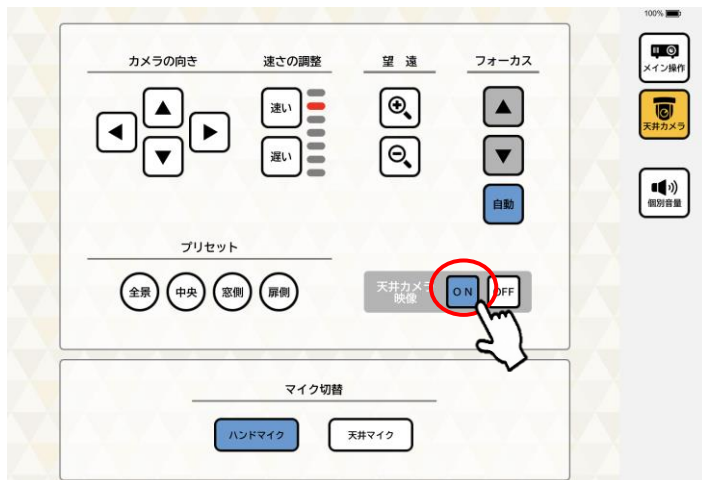 100%
カメラの向き
速さの調整
望 遠
フォーカス
メイン操作
速い
天井カメラ
遅い
自動
個別音量
プリセット
全景
中央
窓側
扉側
天井カメラ
映像
ON
OFF
マイク切替
ハンドマイク
天井マイク